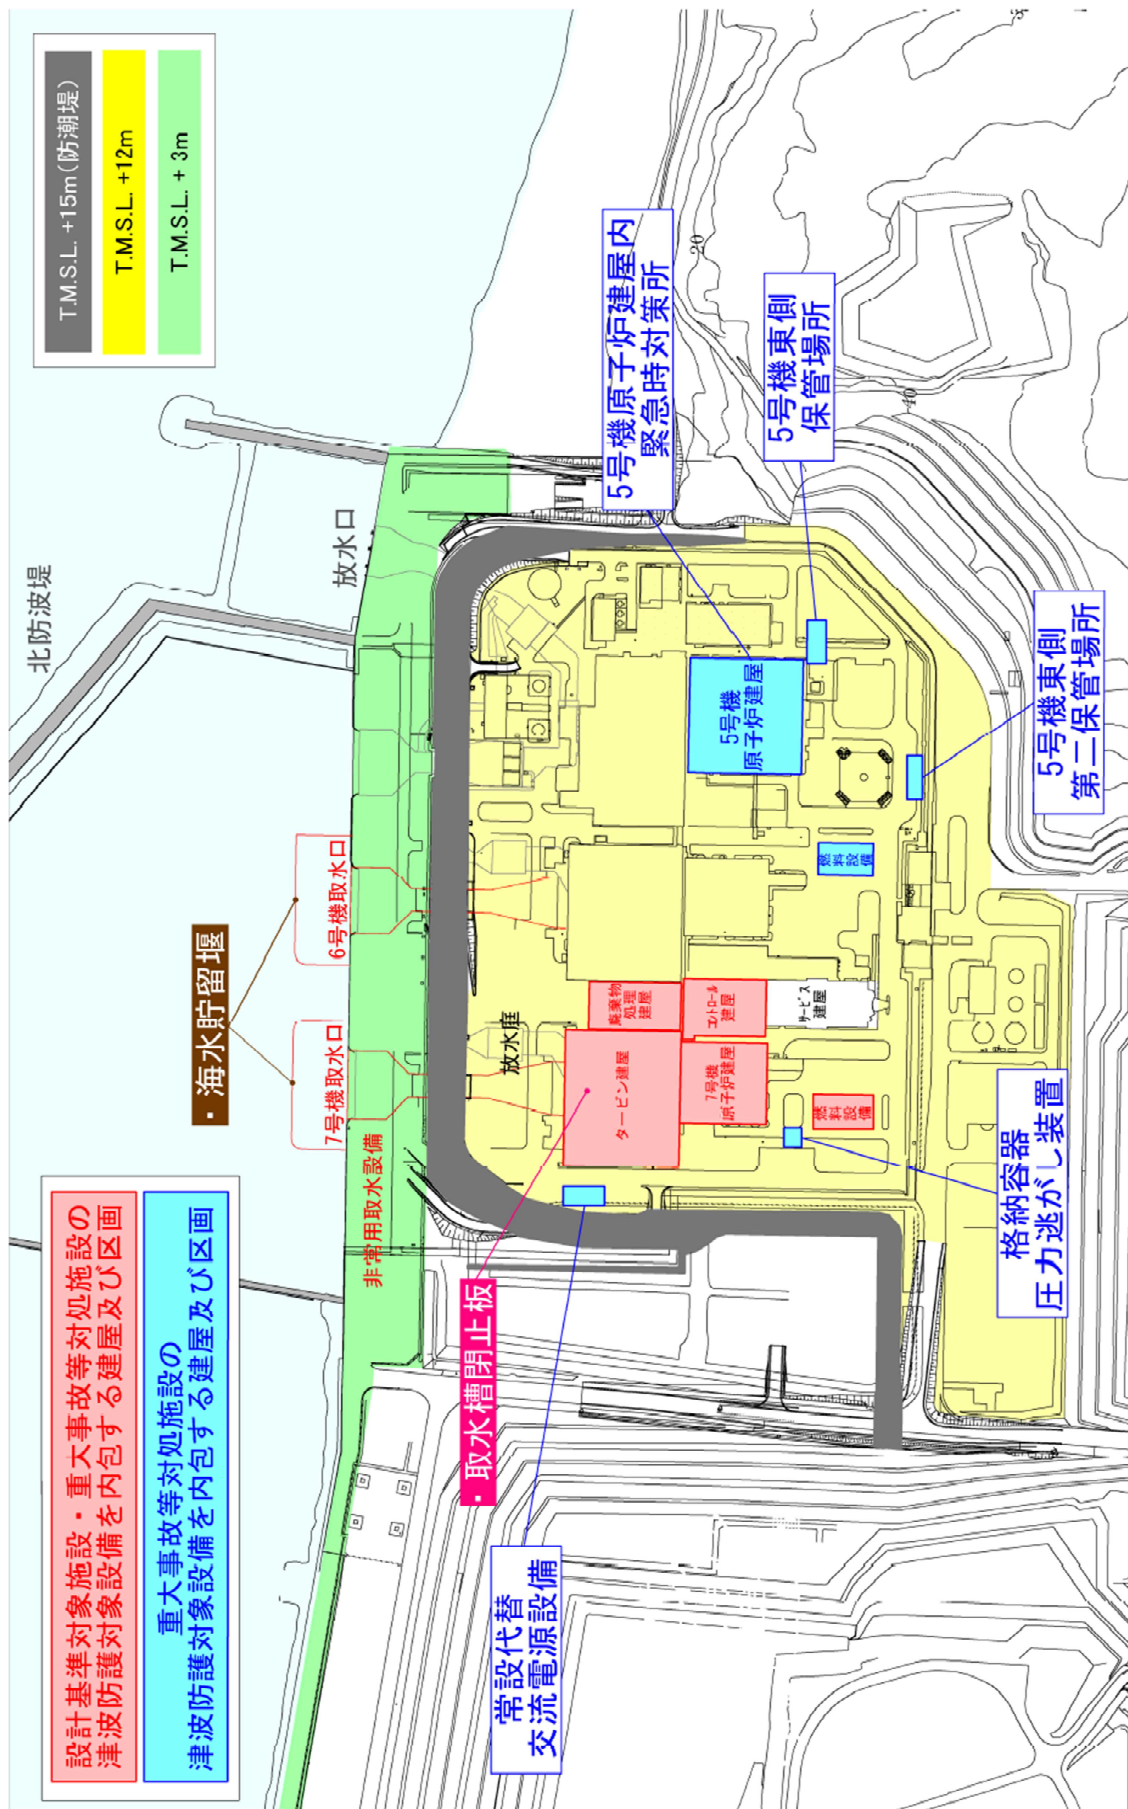 設計基準対象施設・重大事故等対処施設の
津波防護対象設備を内包する建屋及び区画
重大事故等対処施設の
津波防護対象設備を内包する建屋及び区画
T.M.S.L. +15m(防潮堤)
T.M.S.L. +12m
T.M.S.L. + 3m
北防波堤
・海水貯留堰
放水口
7号機取水口
6号機取水口
非常用取水設備
・取水槽閉止板
放水庭
常設代替
交流電源設備
タービン建屋
廃棄物
処理
建屋
7号機
原子炉建屋
コントロール
建屋
サービス
建屋
燃料設備
燃料設備
5号機
原子炉建屋
5号機原子炉建屋内
緊急時対策所
5号機東側
保管場所
5号機東側
第二保管場所
格納容器
圧力逃がし装置
20
40